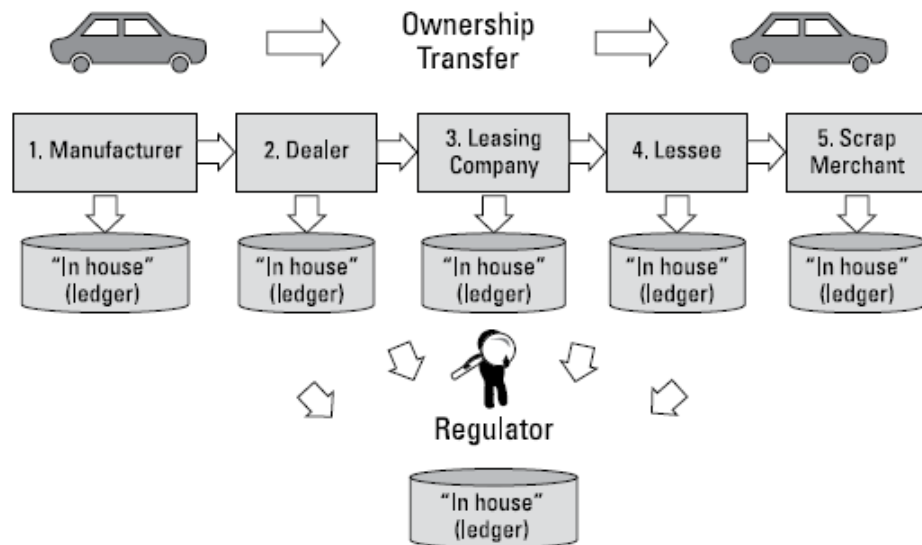 Ownership
Transfer
1. Manufacturer
2. Dealer
3. Leasing
Company
4. Lessee
5. Scrap
Merchant
“In house”
(ledger)
“In house”
(ledger)
“In house”
(ledger)
“In house”
(ledger)
“In house”
(ledger)
Regulator
“In house”
(ledger)